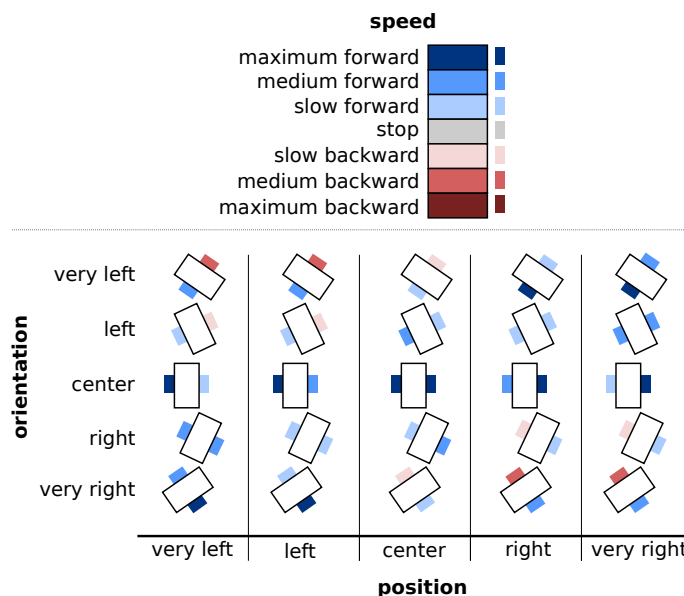 speed
maximum forward
medium forward
slow forward
stop
slow backward
medium backward
maximum backward
orientation
very left
left
center
right
very right
very left left center right very right
position